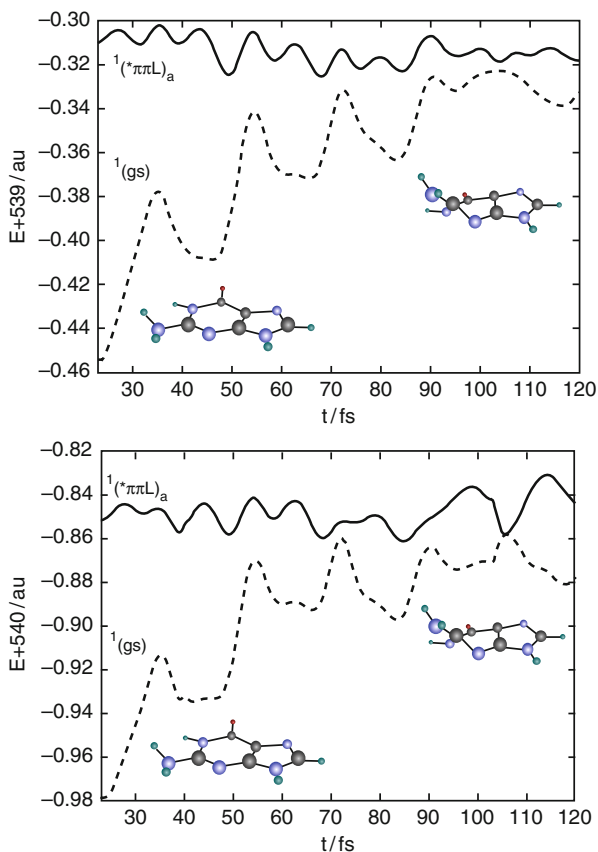 −0.30
−0.32
−0.34
−0.36
−0.38
−0.40
−0.42
−0.44
−0.46
E+539 / au
1(*ππL)a
1(gs)
30 40 50 60 70 80 90 100 110 120
t / fs
−0.82
−0.84
−0.86
−0.88
−0.90
−0.92
−0.94
−0.96
−0.98
E+540 / au
1(*ππL)a
1(gs)
30 40 50 60 70 80 90 100 110 120
t / fs